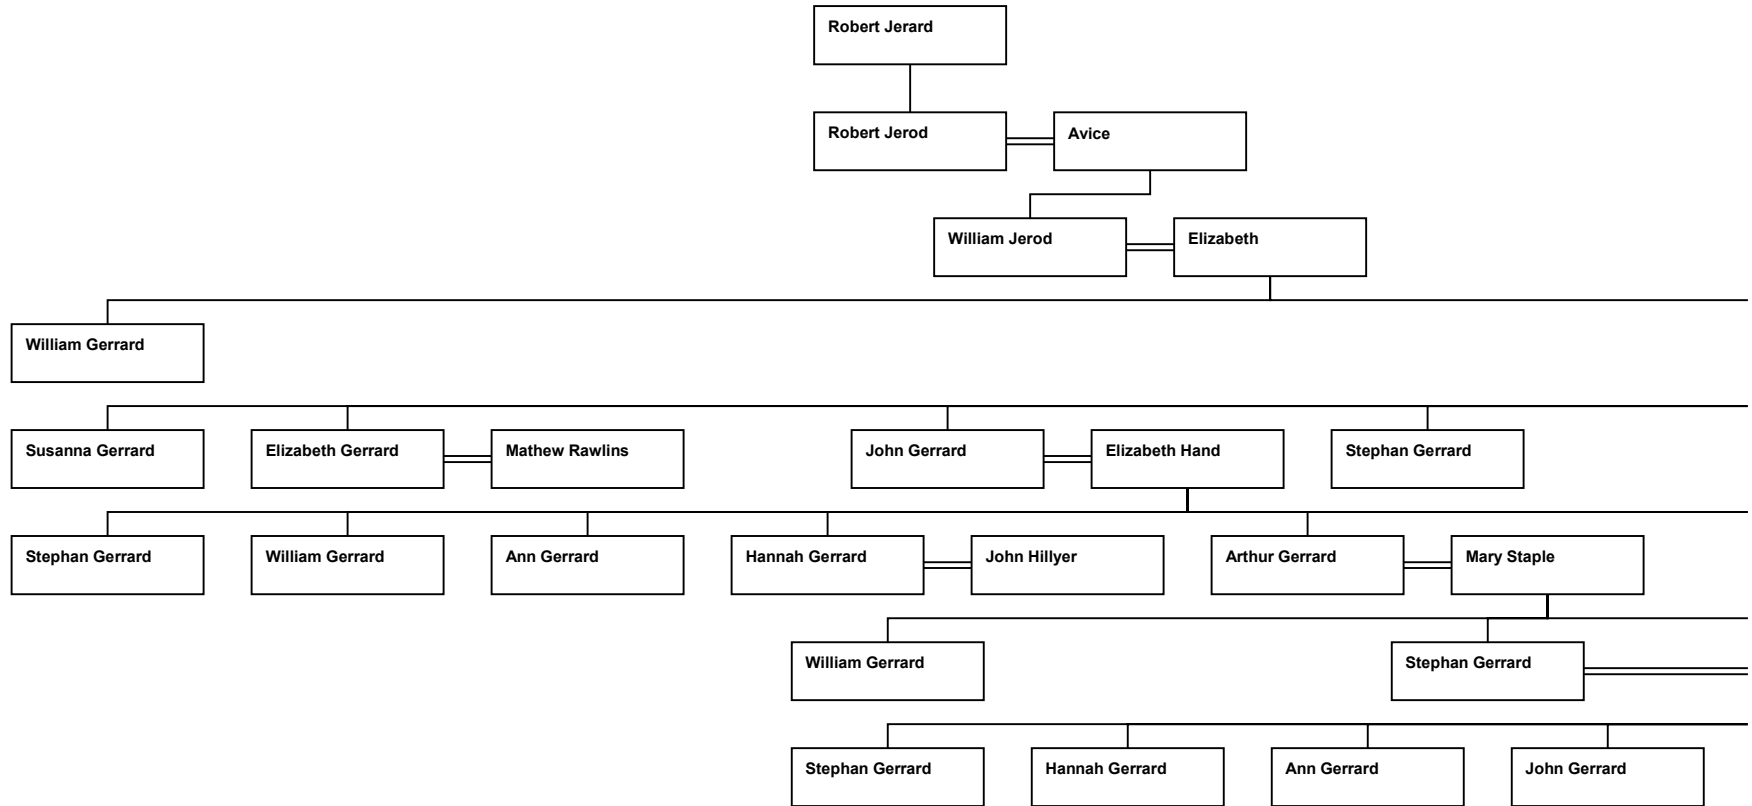 Robert Jerard
Robert Jerod
Avice
William Jerod
Elizabeth
William Gerrard
Susanna Gerrard
Elizabeth Gerrard
Mathew Rawlins
John Gerrard
Elizabeth Hand
Stephan Gerrard
Stephan Gerrard
William Gerrard
Ann Gerrard
Hannah Gerrard
John Hillyer
Arthur Gerrard
Mary Staple
William Gerrard
Stephan Gerrard
Stephan Gerrard
Hannah Gerrard
Ann Gerrard
John Gerrard